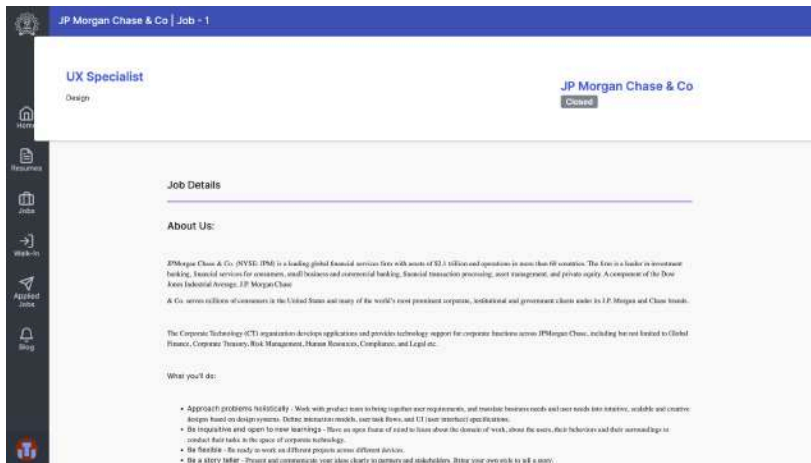 JP Morgan Chase & Co | Job - 1
UX Specialist
Design
JP Morgan Chase & Co
Closed
Home
Resumes
Jobs
Walk-In
Applied
Jobs
Blog
Job Details
About Us:
JPMorgan Chase & Co. (NYSE: JPM) is a leading global financial services firm with assets of $2.1 trillion and operations in more than 60 countries. The firm is a leader in investment
banking, financial services for consumers, small business and commercial banking, financial transaction processing, asset management, and private equity. A component of the Dow
Jones Industrial Average, J.P. Morgan Chase
& Co. serves millions of consumers in the United States and many of the world's most prominent corporate, institutional and government clients under its J.P. Morgan and Chase brands.
The Corporate Technology (CT) organization develops applications and provides technology support for corporate functions across JPMorgan Chase, including but not limited to Global
Finance, Corporate Treasury, Risk Management, Human Resources, Compliance, and Legal etc.
What you'll do:
• Approach problems holistically - Work with product team to bring together user requirements, and translate business needs and user needs into intuitive, scalable and creative
designs based on design systems. Define interaction models, user task flows, and UI (user interface) specifications.
• Be inquisitive and open to new learnings - Have an open frame of mind to learn about the domain of work, about the users, their behaviors and their surroundings to
conduct their tasks in the space of corporate technology.
• Be flexible - Be ready to work on different projects across different devices.
• Be a story teller - Present and communicate your ideas clearly to partners and stakeholders. Bring your own style to tell a story.